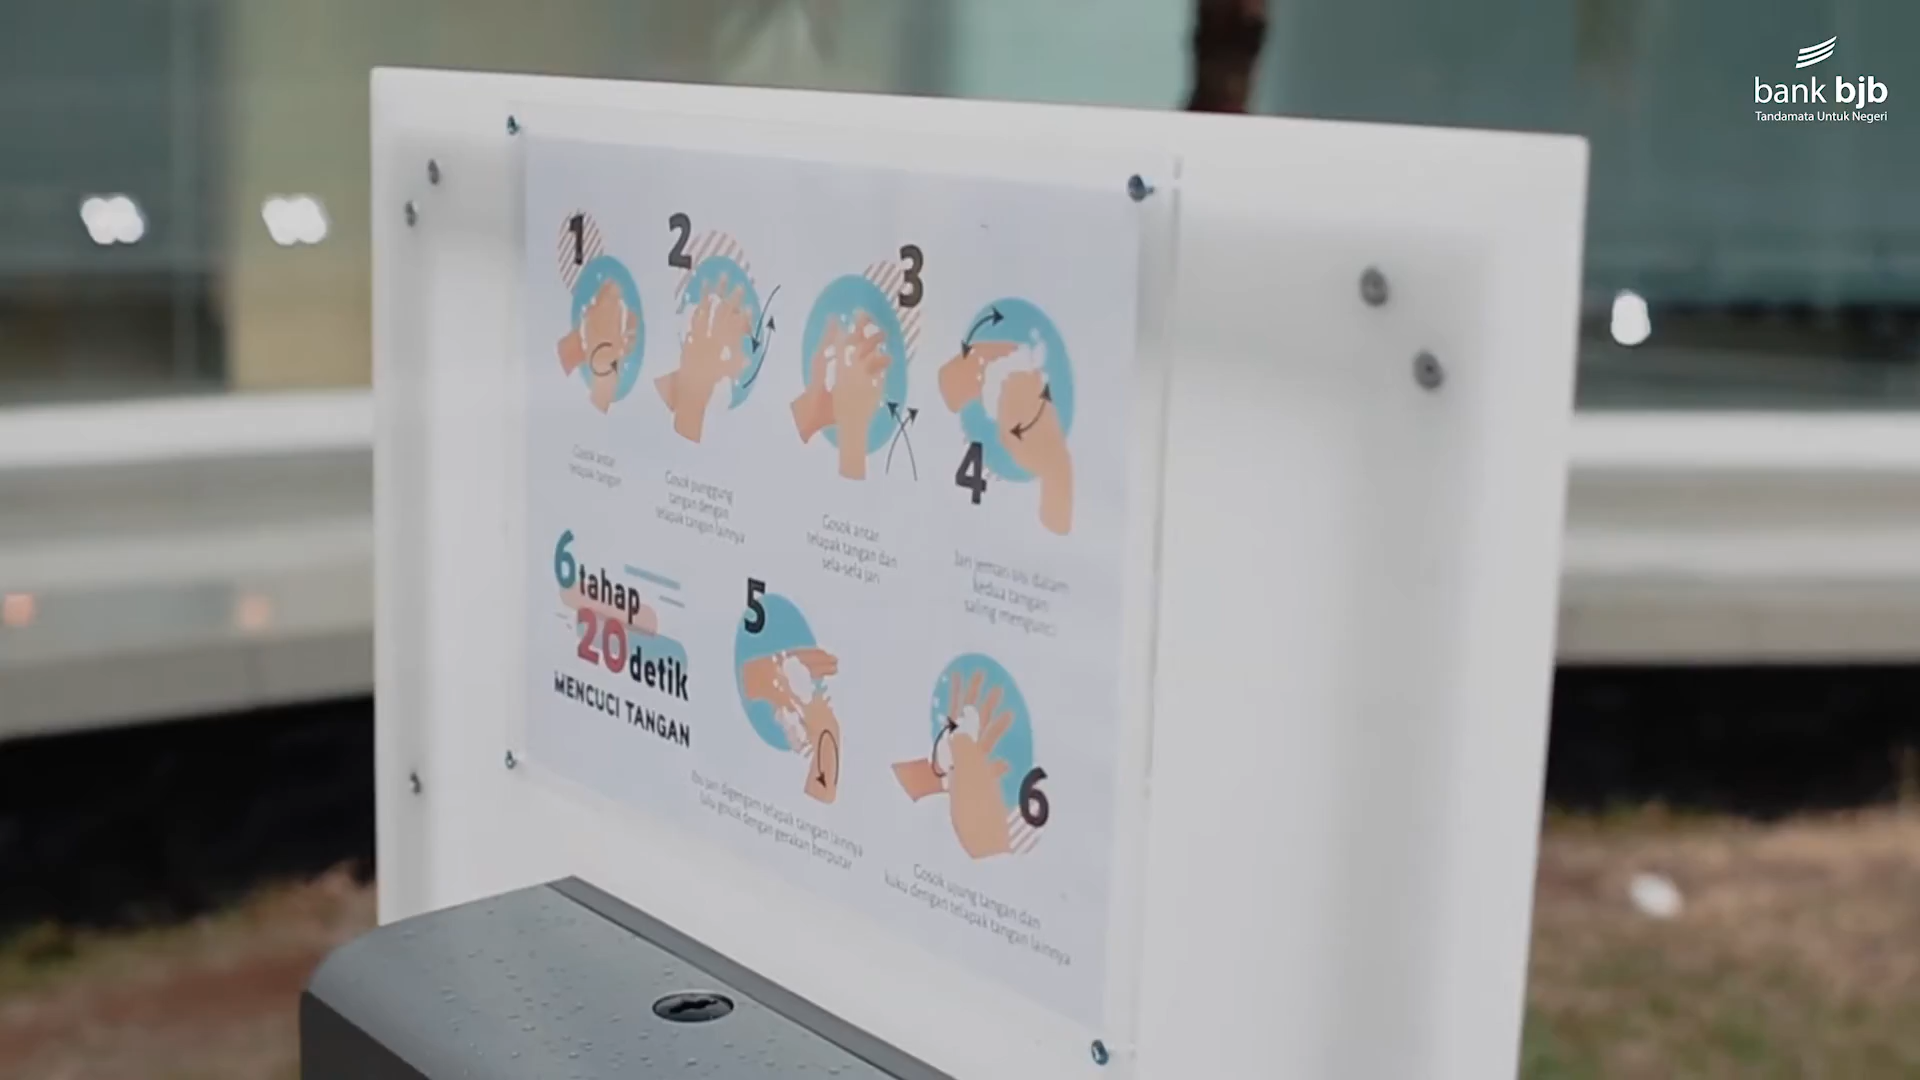 bank bjb
Tandamata Untuk Negeri
1
2
3
4
Gosok antar
telapak tangan
Gosok punggung
tangan dengan
telapak tangan lainnya
Gosok antar
telapak tangan dan
sela-sela jari
Jari jemari sisi dalam
kedua tangan
saling mengunci
6 tahap
20 detik
MENCUCI TANGAN
5
Ibu jari digengam telapak tangan lainnya
lalu gosok dengan gerakan berputar
6
Gosok ujung tangan dan
kuku dengan telapak tangan lainnya